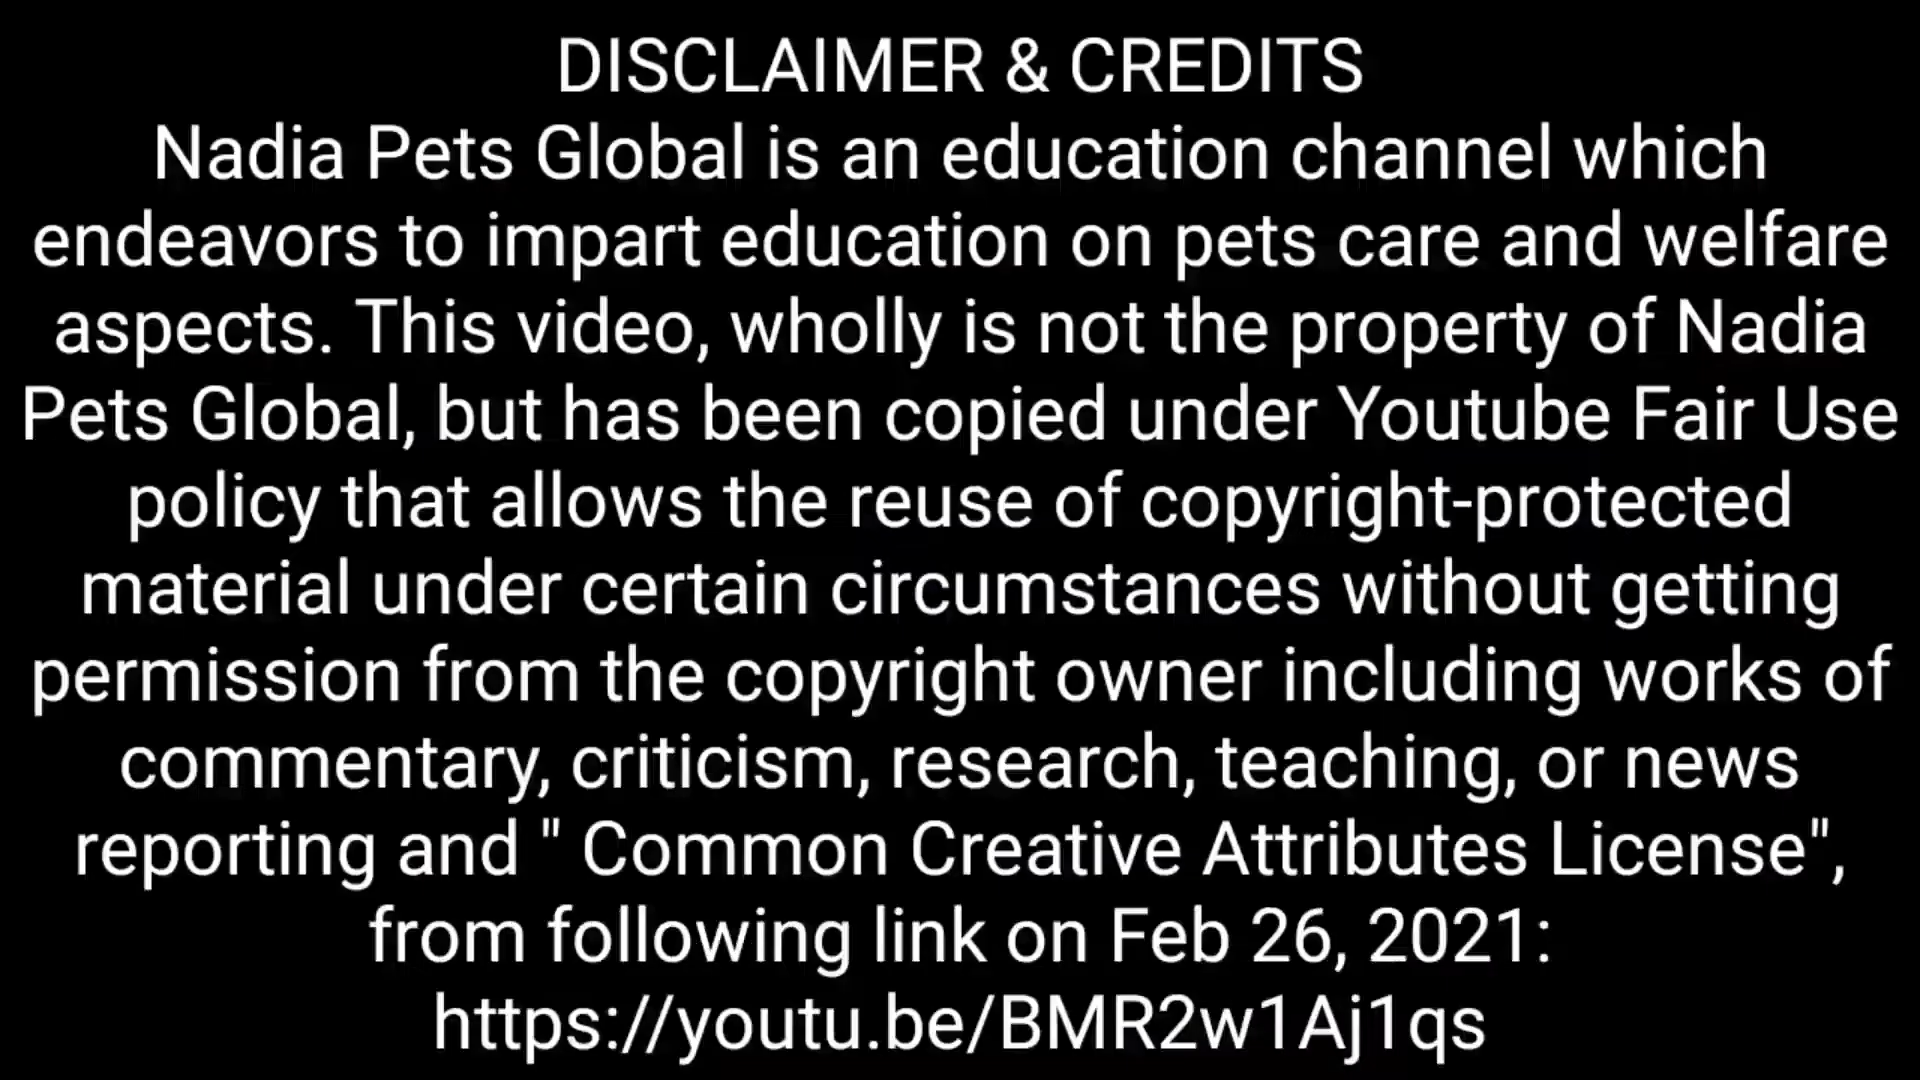 DISCLAIMER & CREDITS
Nadia Pets Global is an education channel which
endeavors to impart education on pets care and welfare
aspects. This video, wholly is not the property of Nadia
Pets Global, but has been copied under Youtube Fair Use
policy that allows the reuse of copyright-protected
material under certain circumstances without getting
permission from the copyright owner including works of
commentary, criticism, research, teaching, or news
reporting and " Common Creative Attributes License",
from following link on Feb 26, 2021:
https://youtu.be/BMR2w1Aj1qs